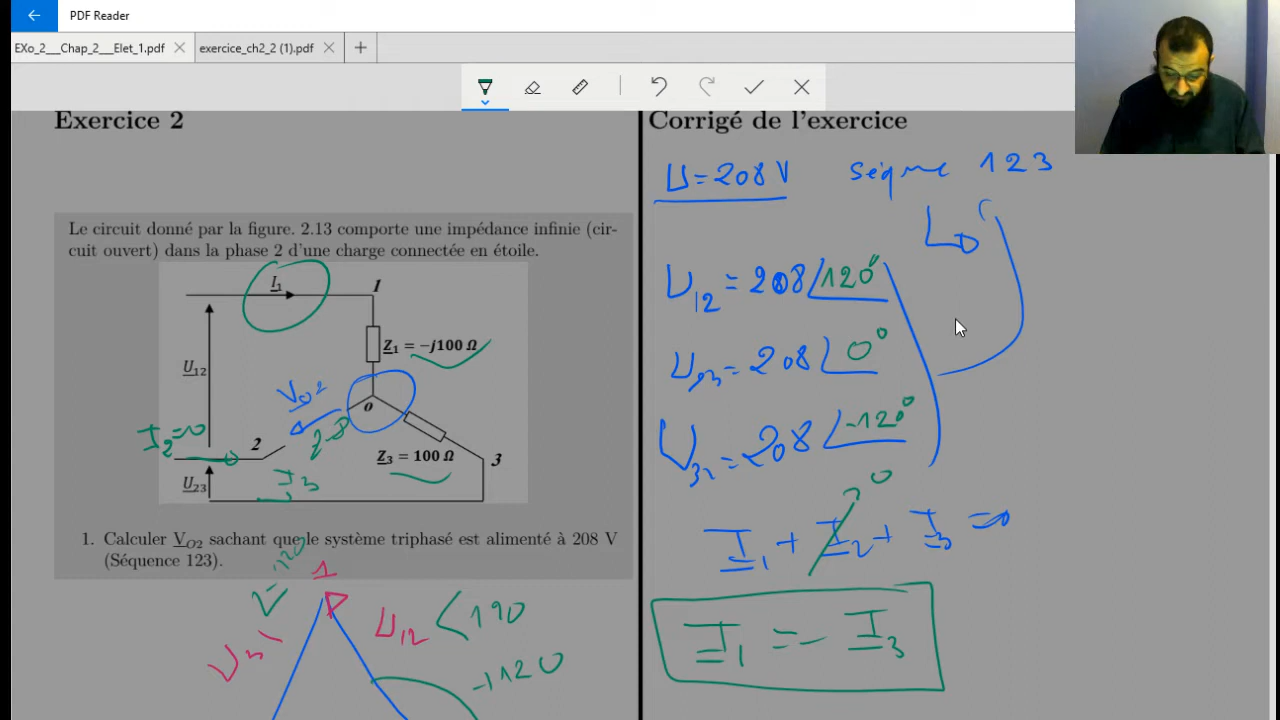 PDF Reader
EXo_2___Chap_2___Elet_1.pdf
exercice_ch2_2 (1).pdf
Exercice 2
Le circuit donné par la figure. 2.13 comporte une impédance infinie (cir-
cuit ouvert) dans la phase 2 d'une charge connectée en étoile.
I1
1
Z1 = −j100 Ω
U12
VO2
o
I2=0
2
Z3 = 100 Ω
3
I3
U23
1. Calculer VO2 sachant que le système triphasé est alimenté à 208 V
(Séquence 123).
1
U12
-120
Corrigé de l'exercice
U=208 V
123
U12 = 208 120°
U23 = 208 0°
U31 = 208 -120°
I1 + I2 + I3 = 0
0
I1 = - I3